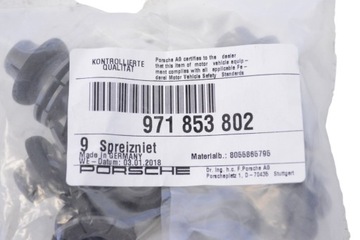 KONTROLLIERTE
QUALITÄT
Porsche AG certifies to the dealer
that this item of motor vehicle equip-
ment complies with all applicable Fe-
deral Motor Vehicle Safety Standards
971 853 802
9 Spreizniet
Made in GERMANY
WE-Datum: 03.01.2018
Materialb.: 8055865795
PORSCHE
Dr. Ing. h.c. F. Porsche AG
Porscheplatz 1, D-70435 Stuttgart